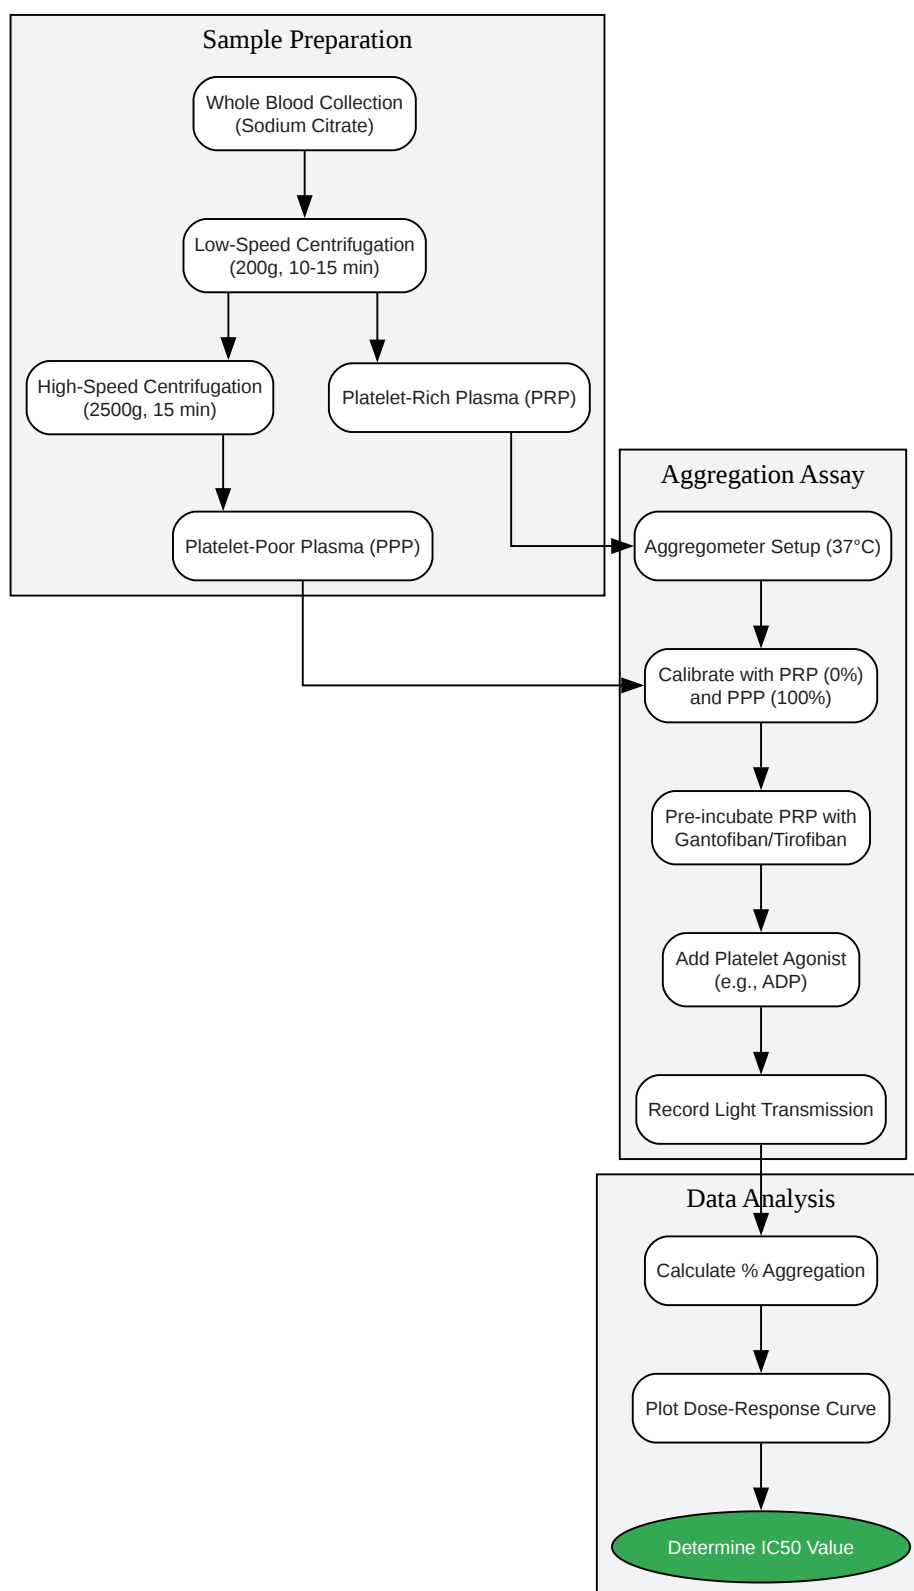 Sample Preparation
Whole Blood Collection
(Sodium Citrate)
Low-Speed Centrifugation
(200g, 10-15 min)
High-Speed Centrifugation
(2500g, 15 min)
Platelet-Rich Plasma (PRP)
Platelet-Poor Plasma (PPP)
Aggregation Assay
Aggregometer Setup (37°C)
Calibrate with PRP (0%)
and PPP (100%)
Pre-incubate PRP with
Gantofiban/Tirofiban
Add Platelet Agonist
(e.g., ADP)
Record Light Transmission
Data Analysis
Calculate % Aggregation
Plot Dose-Response Curve
Determine IC50 Value